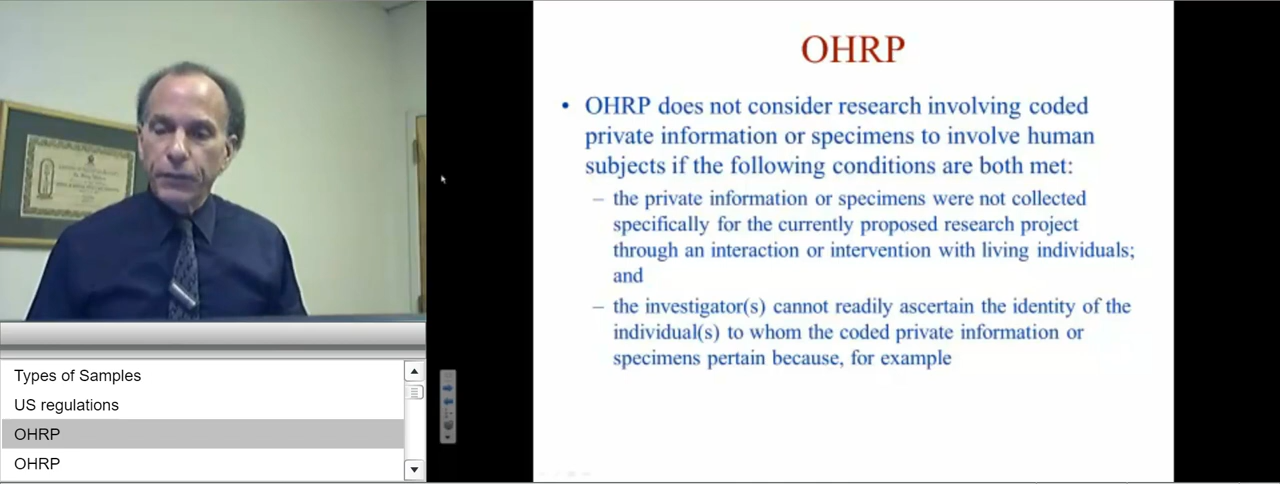 OHRP
• OHRP does not consider research involving coded
private information or specimens to involve human
subjects if the following conditions are both met:
– the private information or specimens were not collected
specifically for the currently proposed research project
through an interaction or intervention with living individuals;
and
– the investigator(s) cannot readily ascertain the identity of the
individual(s) to whom the coded private information or
specimens pertain because, for example
Types of Samples
US regulations
OHRP
OHRP